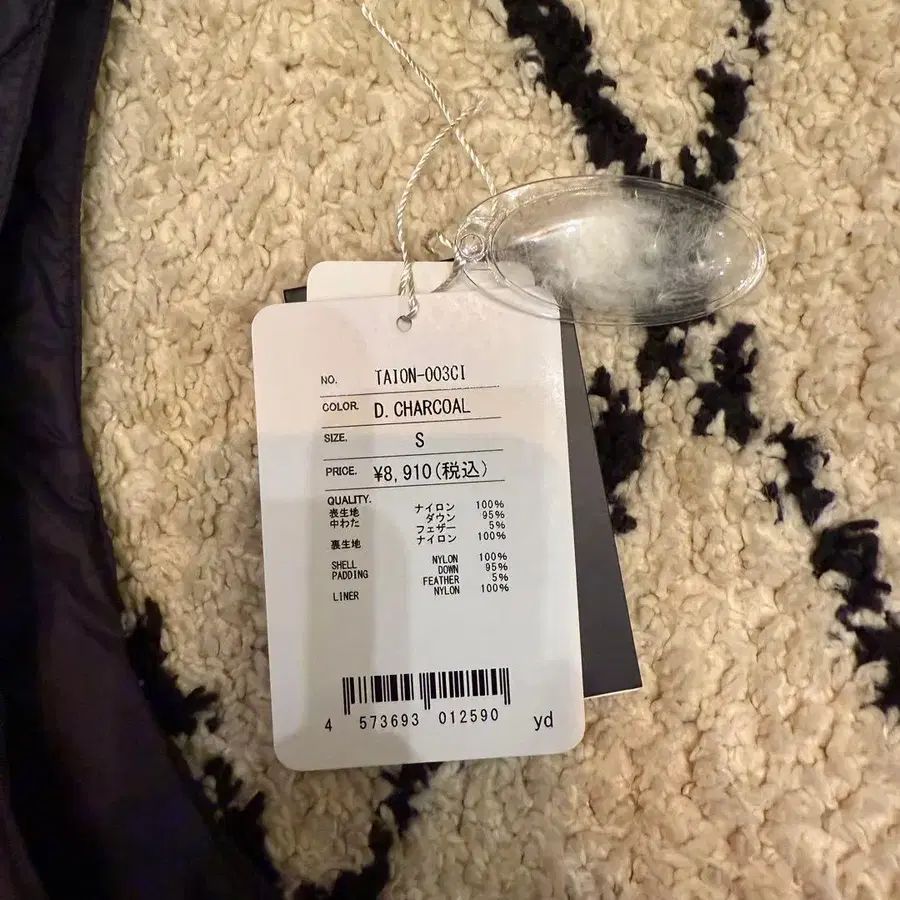 NO. TAION-003CI
COLOR. D. CHARCOAL
SIZE. S
PRICE. ¥8,910(税込)
QUALITY.
表生地 ナイロン 100%
中わた ダウン 95%
フェザー 5%
裏生地 ナイロン 100%
SHELL NYLON 100%
PADDING DOWN 95%
FEATHER 5%
LINER NYLON 100%
4 573693 012590 yd